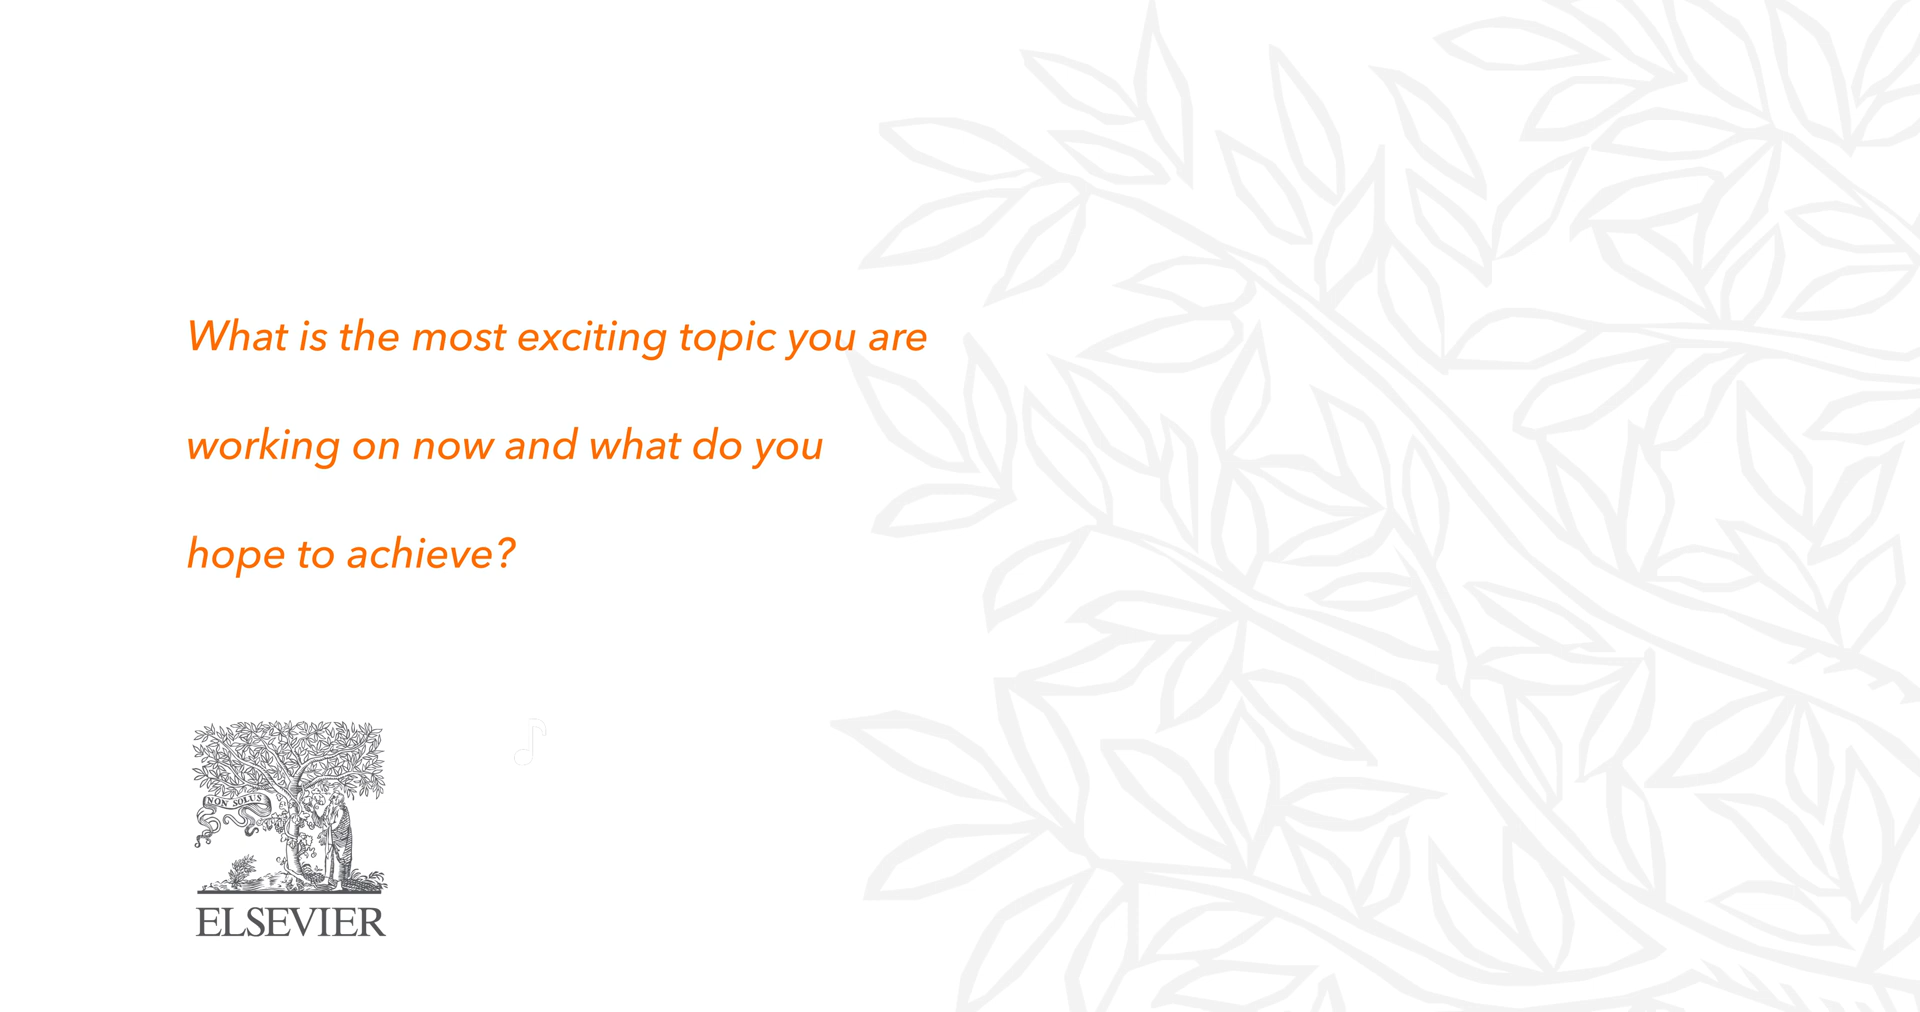 What is the most exciting topic you are
working on now and what do you
hope to achieve?
NON SOLUS
ELSEVIER